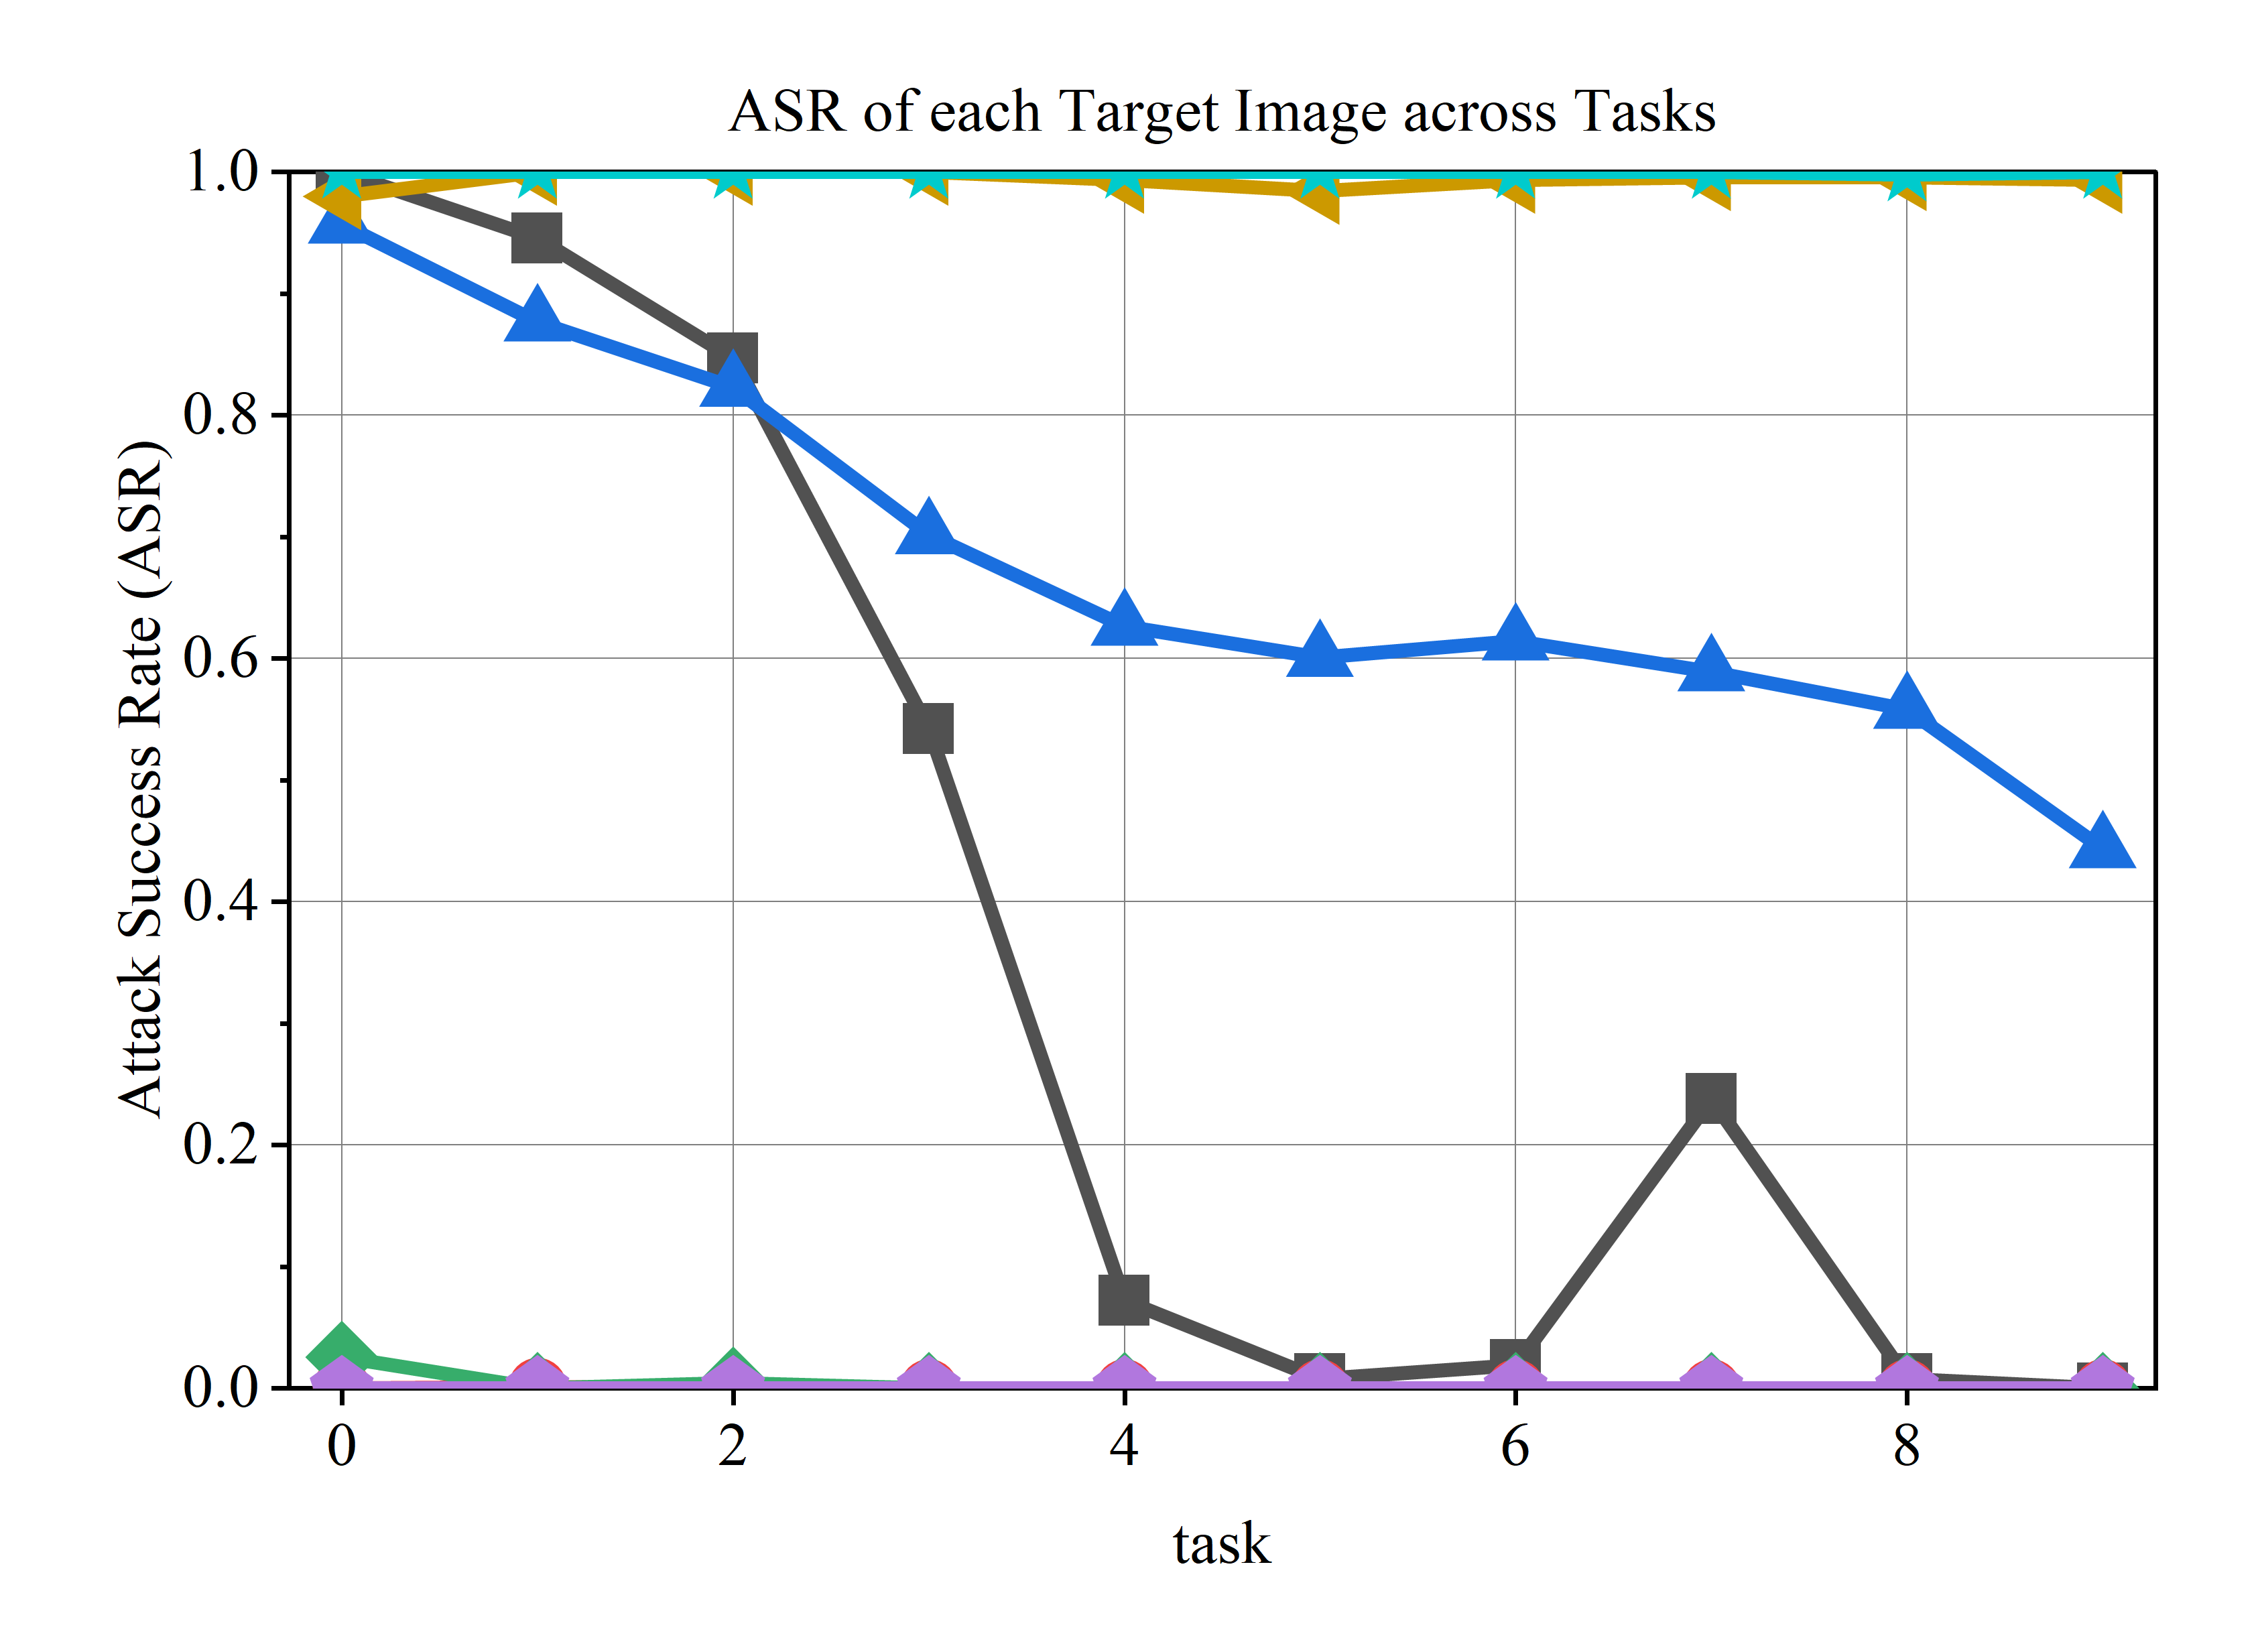 ASR of each Target Image across Tasks
Attack Success Rate (ASR)
1.0
0.8
0.6
0.4
0.2
0.0
0 2 4 6 8
task